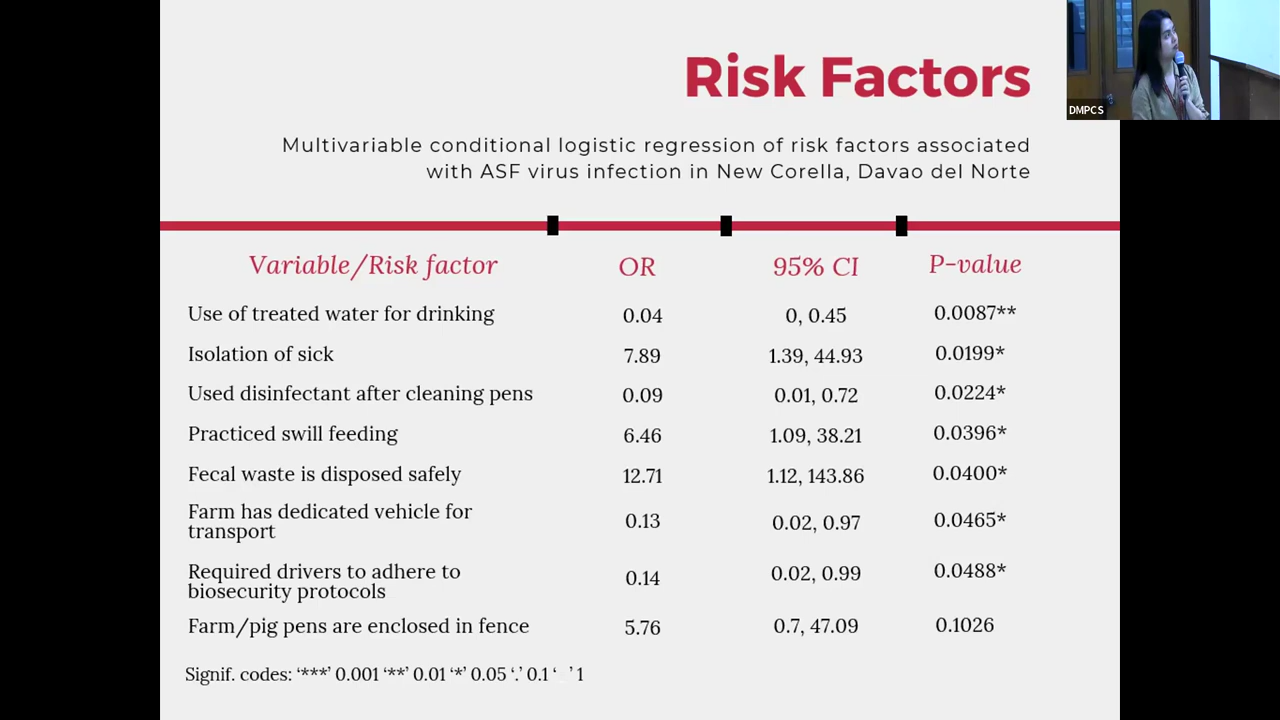 Risk Factors
DMPCS
Multivariable conditional logistic regression of risk factors associated
with ASF virus infection in New Corella, Davao del Norte
Variable/Risk factor OR 95% CI P-value
Use of treated water for drinking 0.04 0, 0.45 0.0087**
Isolation of sick 7.89 1.39, 44.93 0.0199*
Used disinfectant after cleaning pens 0.09 0.01, 0.72 0.0224*
Practiced swill feeding 6.46 1.09, 38.21 0.0396*
Fecal waste is disposed safely 12.71 1.12, 143.86 0.0400*
Farm has dedicated vehicle for
transport 0.13 0.02, 0.97 0.0465*
Required drivers to adhere to
biosecurity protocols 0.14 0.02, 0.99 0.0488*
Farm/pig pens are enclosed in fence 5.76 0.7, 47.09 0.1026
Signif. codes: ‘***’ 0.001 ‘**’ 0.01 ‘*’ 0.05 ‘.’ 0.1 ‘ ’ 1